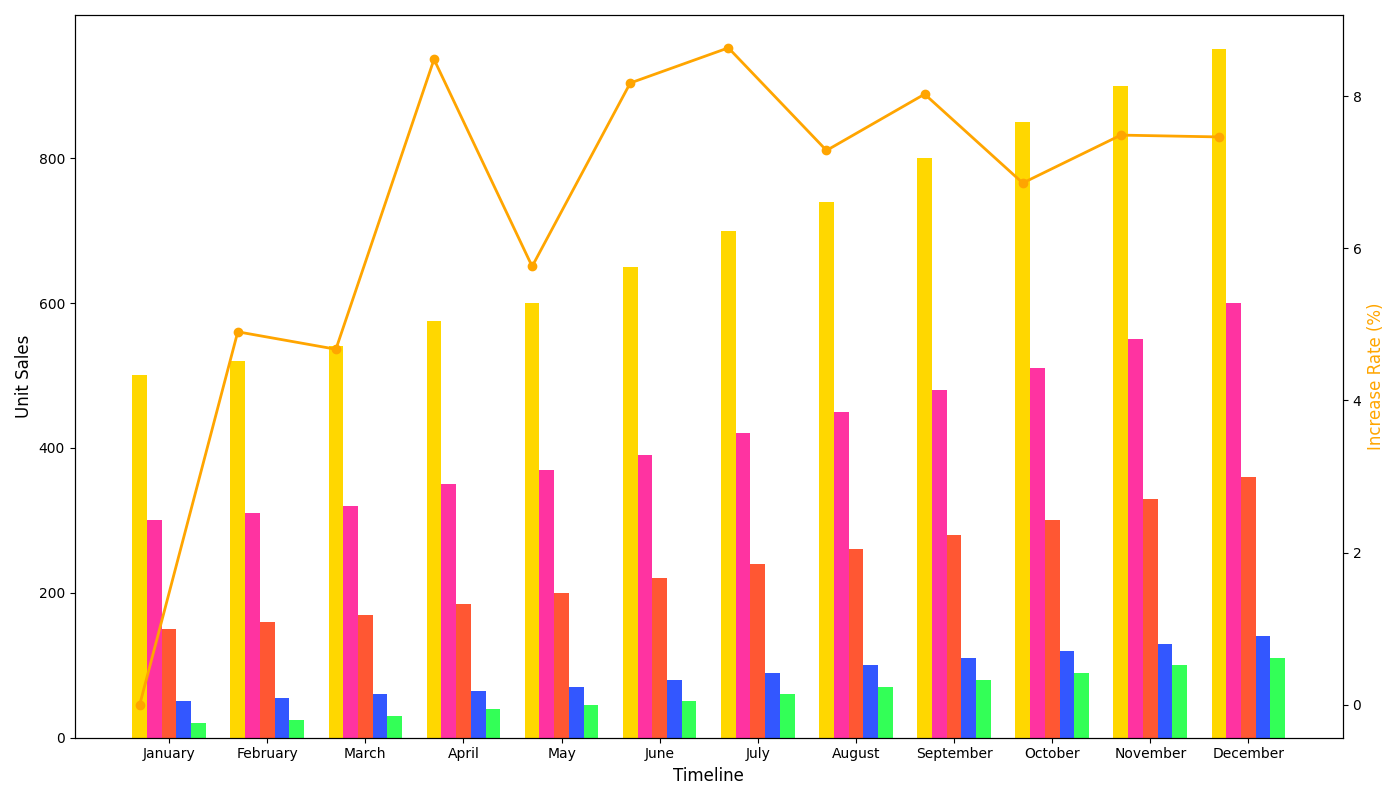 Unit Sales
800
600
400
200
0
8
6
4
2
0
Increase Rate (%)
January February March April May June July August September October November December
Timeline